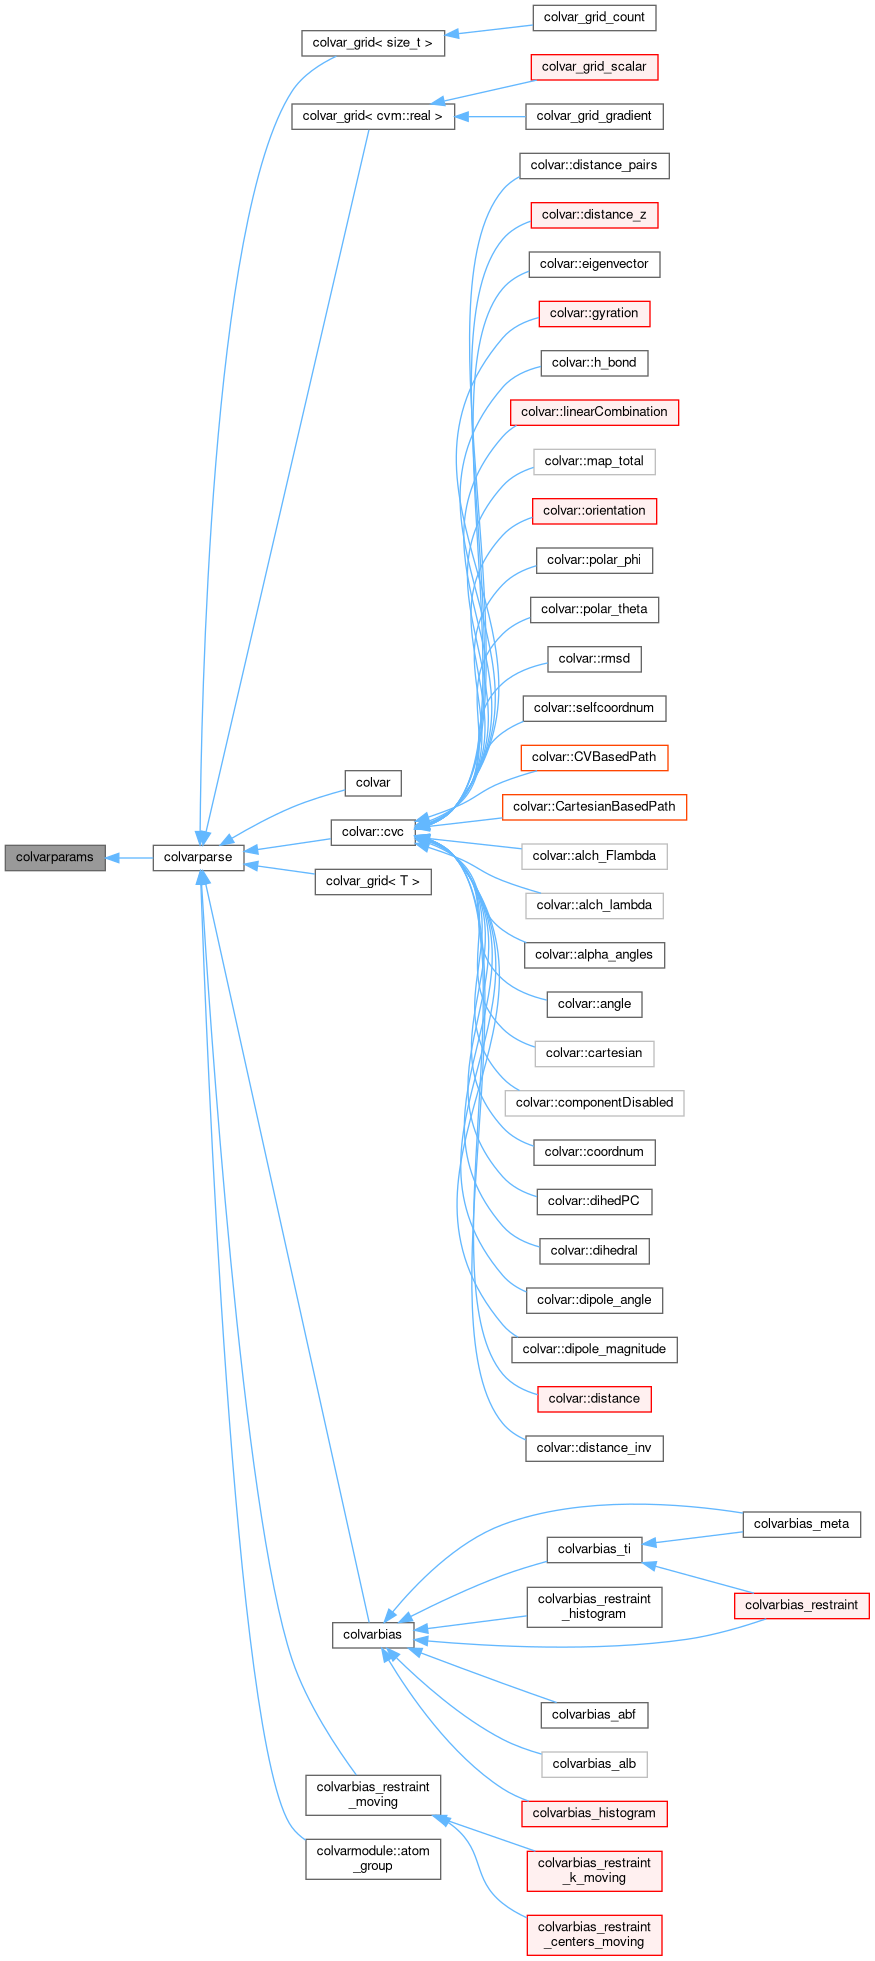 colvar_grid_count
colvar_grid< size_t >
colvar_grid_scalar
colvar_grid< cvm::real >
colvar_grid_gradient
colvar::distance_pairs
colvar::distance_z
colvar::eigenvector
colvar::gyration
colvar::h_bond
colvar::linearCombination
colvar::map_total
colvar::orientation
colvar::polar_phi
colvar::polar_theta
colvar::rmsd
colvar::selfcoordnum
colvar::CVBasedPath
colvar
colvar::CartesianBasedPath
colvar::cvc
colvarparams
colvarparse
colvar::alch_Flambda
colvar_grid< T >
colvar::alch_lambda
colvar::alpha_angles
colvar::angle
colvar::cartesian
colvar::componentDisabled
colvar::coordnum
colvar::dihedPC
colvar::dihedral
colvar::dipole_angle
colvar::dipole_magnitude
colvar::distance
colvar::distance_inv
colvarbias_meta
colvarbias_ti
colvarbias_restraint
_histogram
colvarbias_restraint
colvarbias
colvarbias_abf
colvarbias_alb
colvarbias_restraint
_moving
colvarbias_histogram
colvarmodule::atom
_group
colvarbias_restraint
_k_moving
colvarbias_restraint
_centers_moving